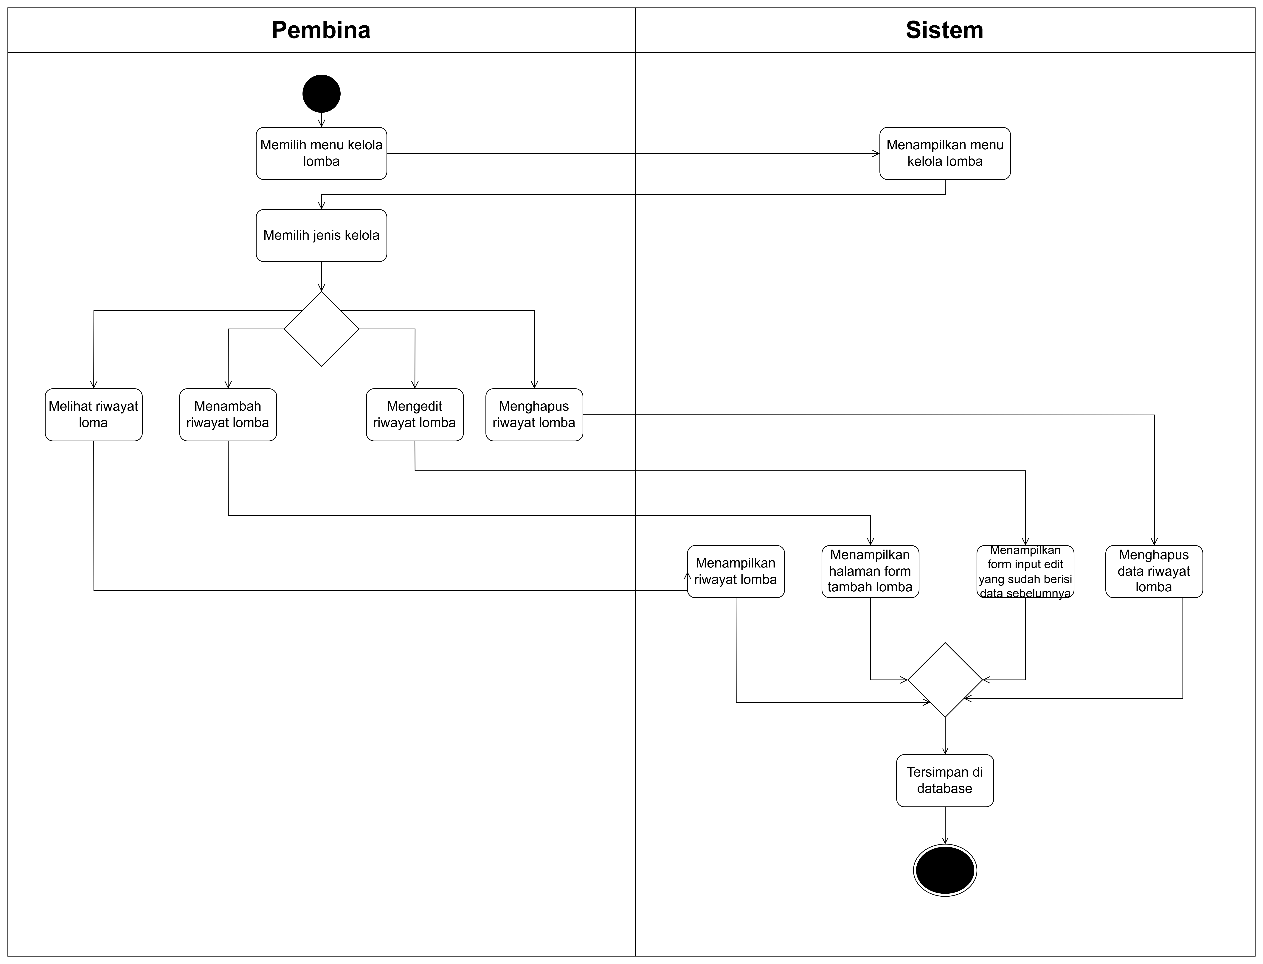 Pembina
Sistem
Memilih menu kelola
lomba
Menampilkan menu
kelola lomba
Memilih jenis kelola
Melihat riwayat
loma
Menambah
riwayat lomba
Mengedit
riwayat lomba
Menghapus
riwayat lomba
Menampilkan
riwayat lomba
Menampilkan
halaman form
tambah lomba
Menampilkan
form input edit
yang sudah berisi
data sebelumnya
Menghapus
data riwayat
lomba
Tersimpan di
database